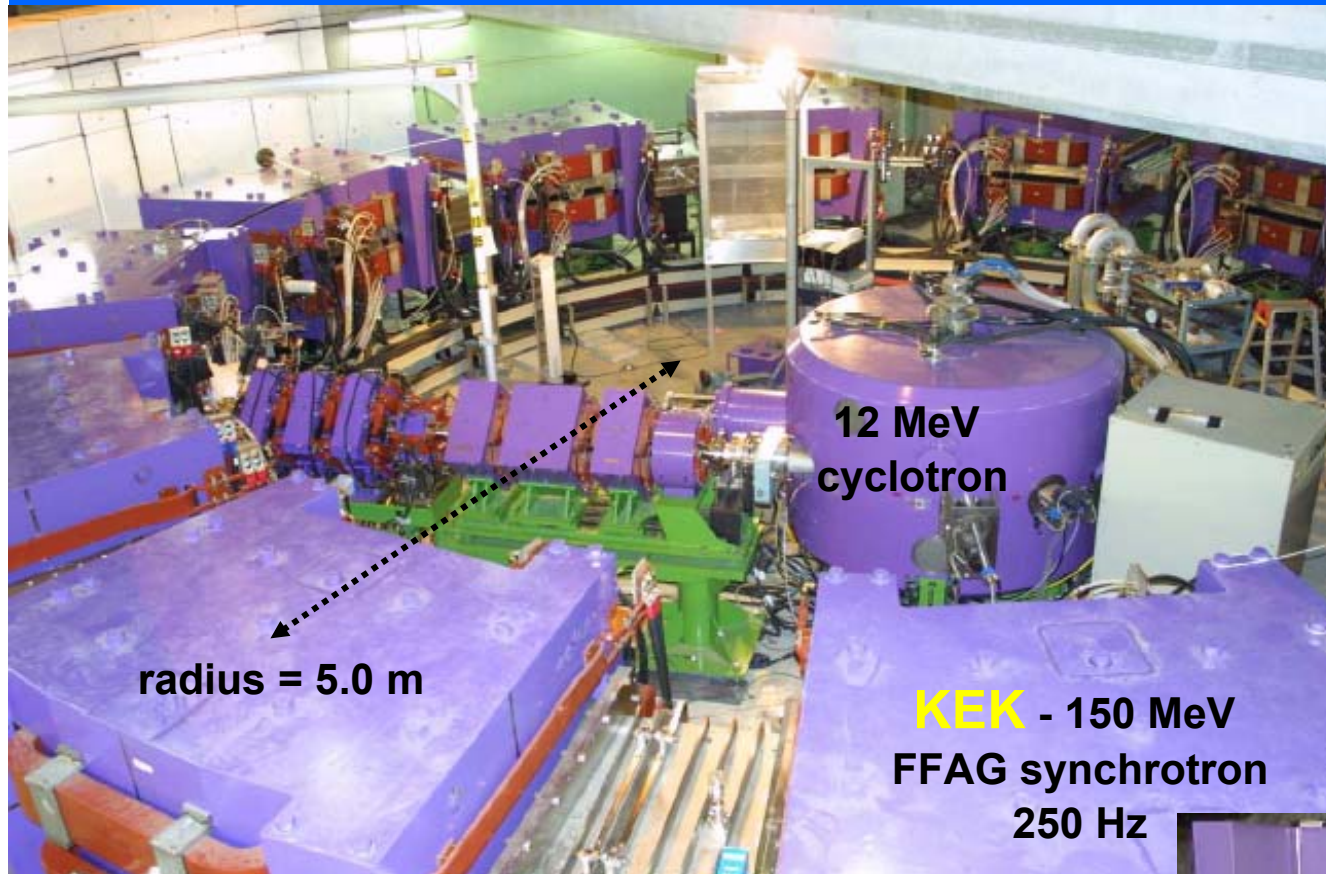 12 MeV
cyclotron
radius = 5.0 m
KEK - 150 MeV
FFAG synchrotron
250 Hz